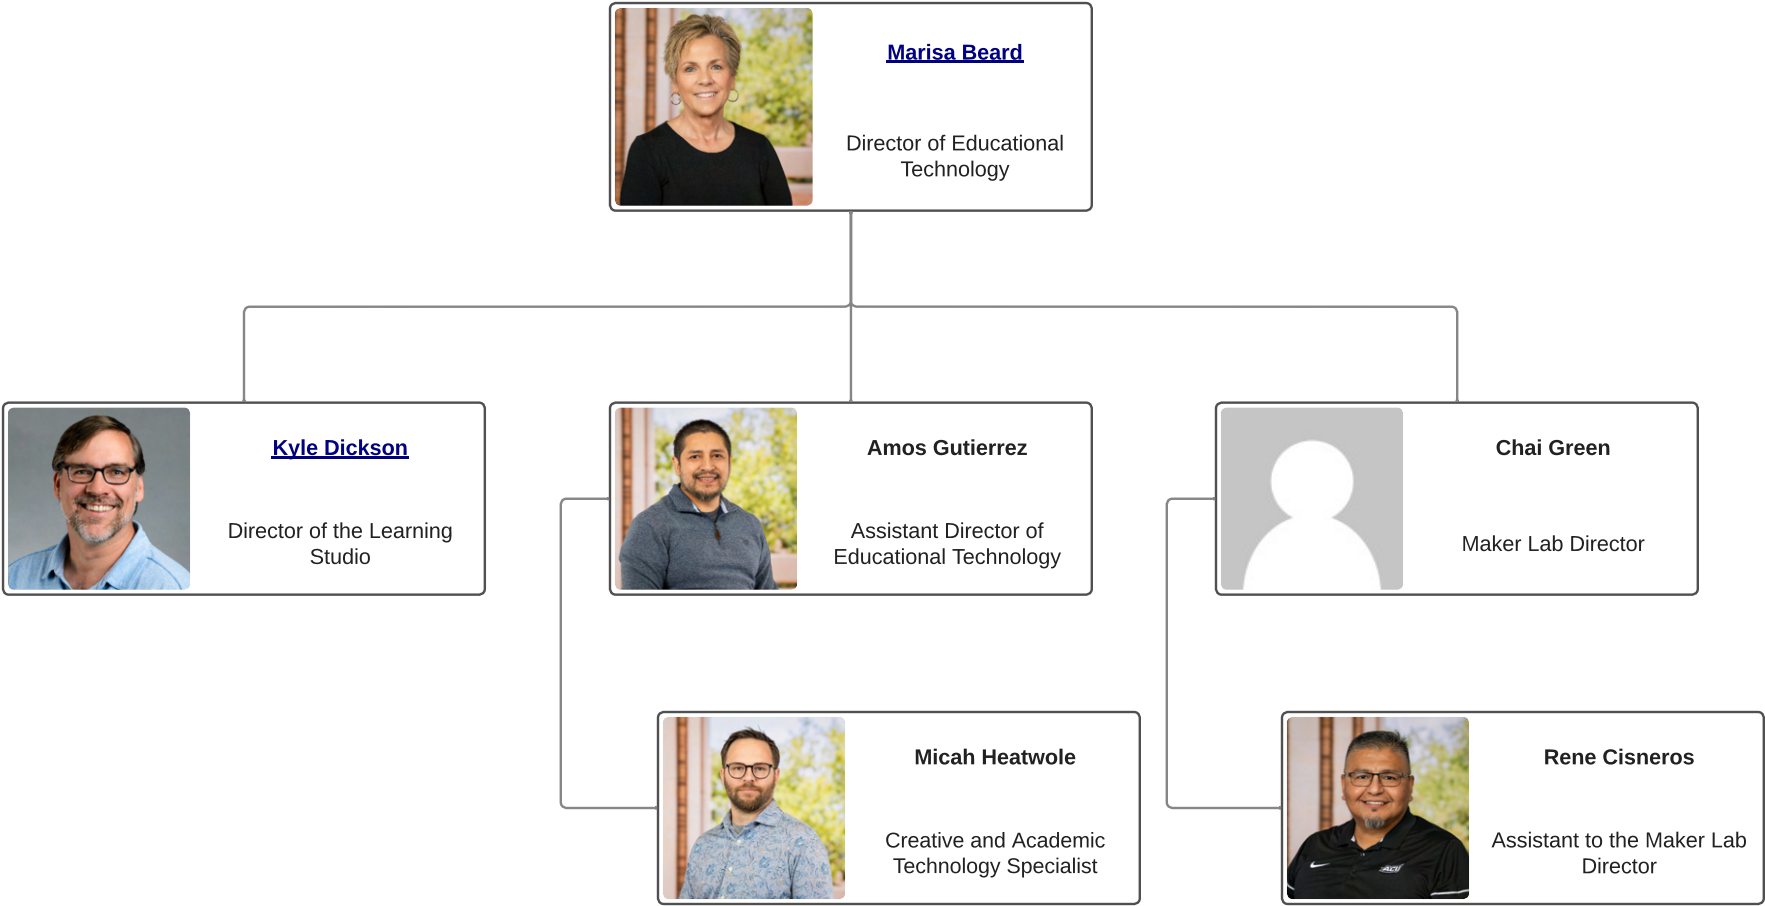 Marisa Beard
Director of Educational
Technology
Kyle Dickson
Director of the Learning
Studio
Amos Gutierrez
Assistant Director of
Educational Technology
Chai Green
Maker Lab Director
Micah Heatwole
Creative and Academic
Technology Specialist
Rene Cisneros
Assistant to the Maker Lab
Director
ACU